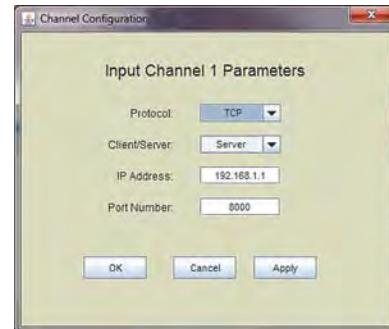 Channel Configuration
Input Channel 1 Parameters
Protocol: TCP
Client/Server: Server
IP Address: 192.168.1.1
Port Number: 8000
OK Cancel Apply